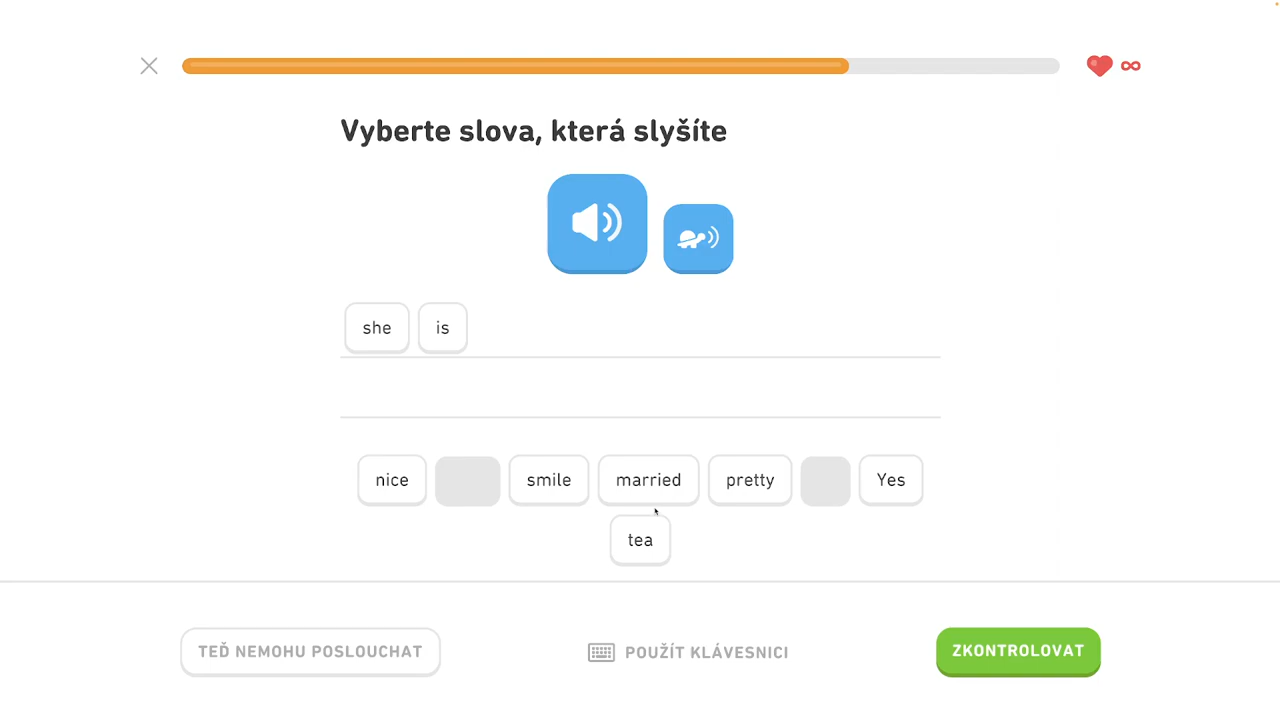 Vyberte slova, která slyšíte
she is
nice smile married pretty Yes
tea
TEĎ NEMOHU POSLOUCHAT POUŽÍT KLÁVESNICI ZKONTROLOVAT